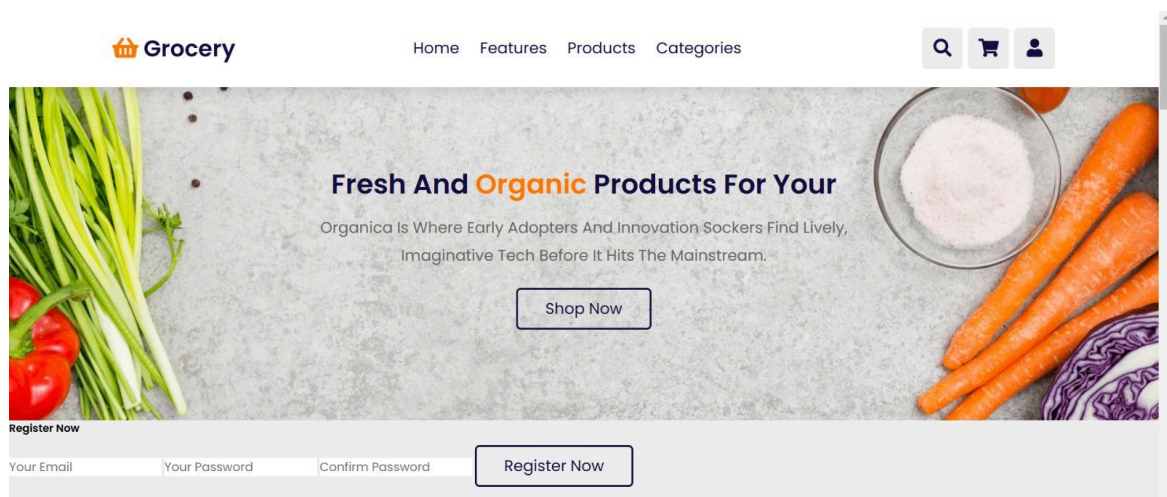 Grocery
Home Features Products Categories
Fresh And Organic Products For Your
Organica Is Where Early Adopters And Innovation Sockers Find Lively,
Imaginative Tech Before It Hits The Mainstream.
Shop Now
Register Now
Your Email Your Password Confirm Password Register Now